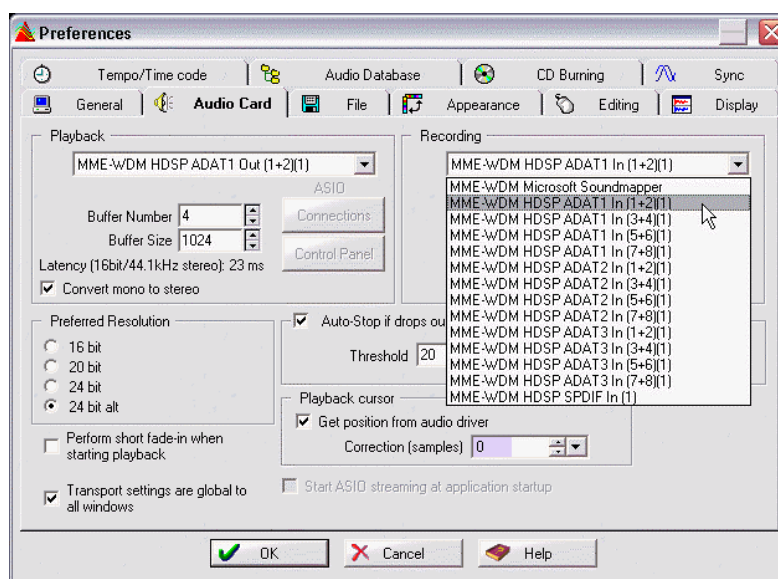 Preferences
Tempo/Time code
Audio Database
CD Burning
Sync
General
Audio Card
File
Appearance
Editing
Display
Playback
MME-WDM HDSP ADAT1 Out (1+2)(1)
ASIO
Buffer Number 4
Connections
Buffer Size 1024
Control Panel
Latency (16bit/44.1kHz stereo): 23 ms
Convert mono to stereo
Recording
MME-WDM HDSP ADAT1 In (1+2)(1)
MME-WDM Microsoft Soundmapper
MME-WDM HDSP ADAT1 In (1+2)(1)
MME-WDM HDSP ADAT1 In (3+4)(1)
MME-WDM HDSP ADAT1 In (5+6)(1)
MME-WDM HDSP ADAT1 In (7+8)(1)
MME-WDM HDSP ADAT2 In (1+2)(1)
MME-WDM HDSP ADAT2 In (3+4)(1)
MME-WDM HDSP ADAT2 In (5+6)(1)
MME-WDM HDSP ADAT2 In (7+8)(1)
MME-WDM HDSP ADAT3 In (1+2)(1)
MME-WDM HDSP ADAT3 In (3+4)(1)
MME-WDM HDSP ADAT3 In (5+6)(1)
MME-WDM HDSP ADAT3 In (7+8)(1)
MME-WDM HDSP SPDIF In (1)
Preferred Resolution
16 bit
20 bit
24 bit
24 bit alt
Auto-Stop if drops ou
Threshold 20
Playback cursor
Get position from audio driver
Correction (samples) 0
Perform short fade-in when
starting playback
Transport settings are global to
all windows
Start ASIO streaming at application startup
OK
Cancel
Help